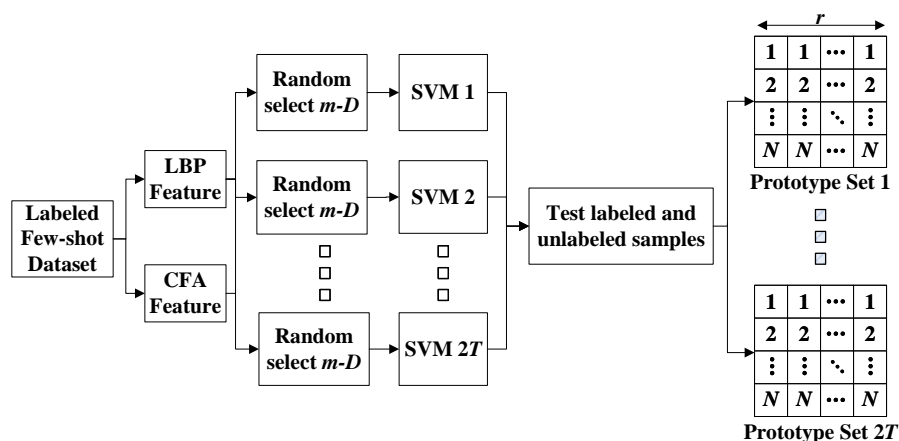 Labeled
Few-shot
Dataset
LBP
Feature
CFA
Feature
Random
select m-D
SVM 1
Random
select m-D
SVM 2
Random
select m-D
SVM 2T
Test labeled and
unlabeled samples
r
1 1 ... 1
2 2 ... 2
N N ... N
Prototype Set 1
1 1 ... 1
2 2 ... 2
N N ... N
Prototype Set 2T